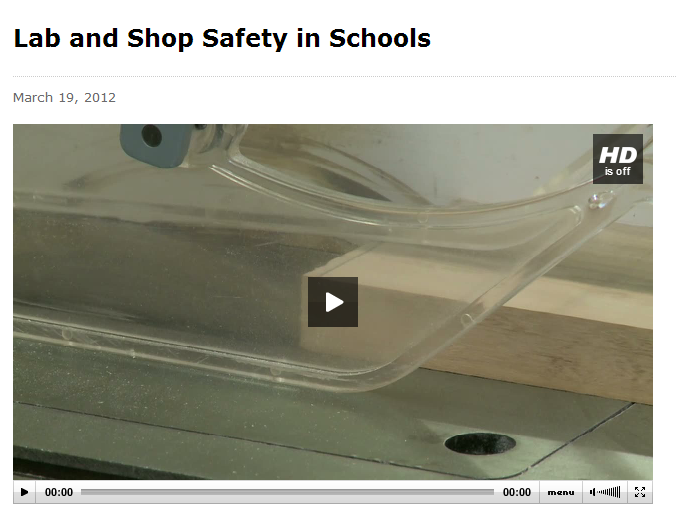 Lab and Shop Safety in Schools
March 19, 2012
HD
is off
00:00
00:00
menu